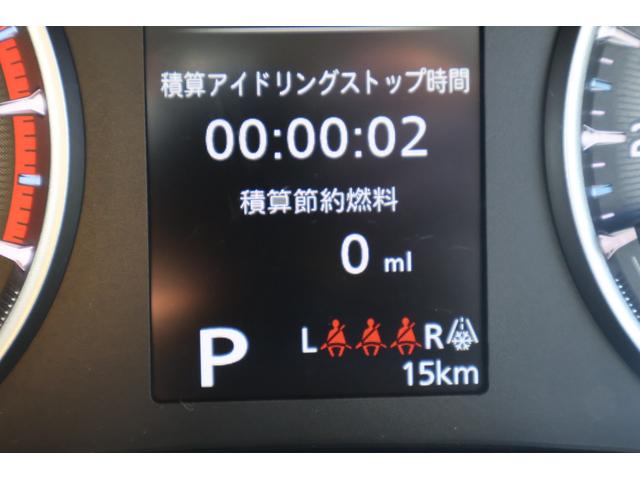 積算アイドリングストップ時間
00:00:02
積算節約燃料
0 ml
P L R
15km